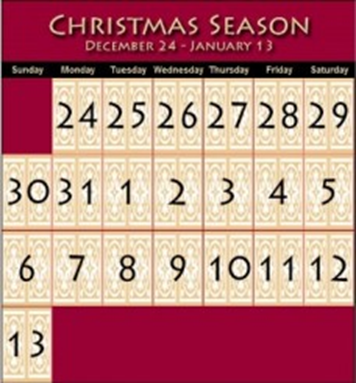 CHRISTMAS SEASON
DECEMBER 24 - JANUARY 13
Sunday Monday Tuesday Wednesday Thursday Friday Saturday
24 25 26 27 28 29
30 31 1 2 3 4 5
6 7 8 9 10 11 12
13